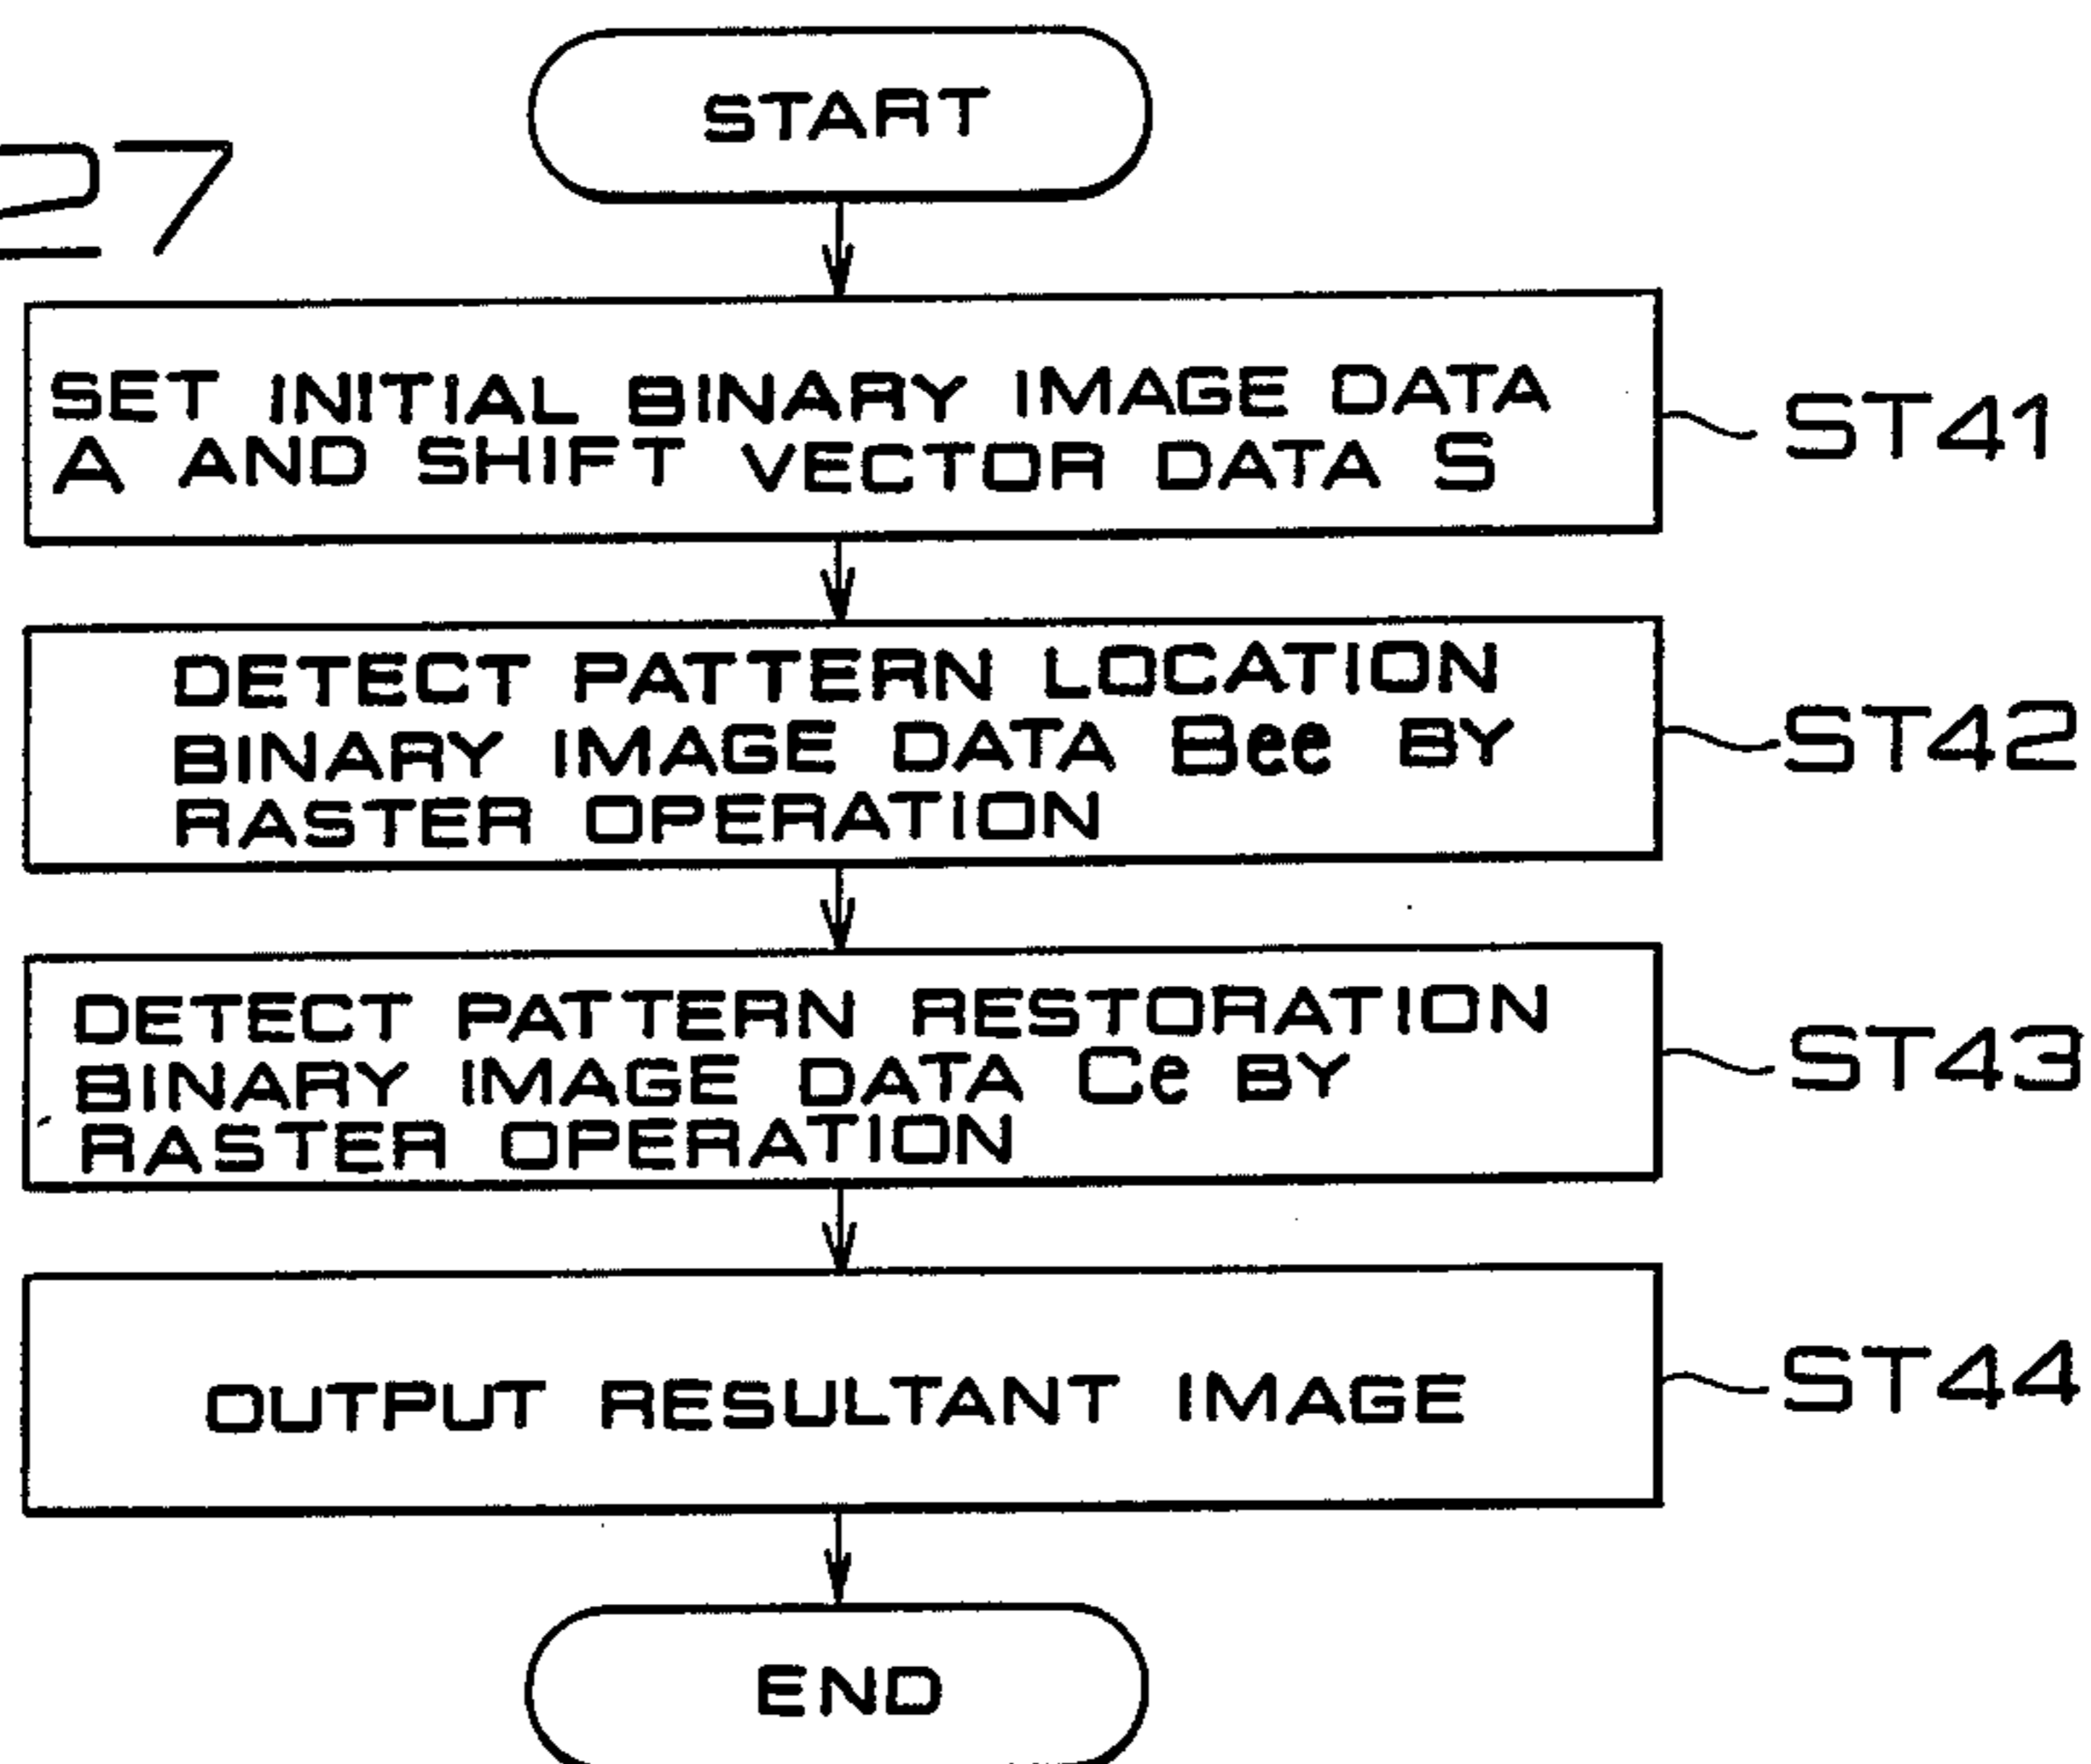 START
27
SET INITIAL BINARY IMAGE DATA
A AND SHIFT VECTOR DATA S
ST41
DETECT PATTERN LOCATION
BINARY IMAGE DATA Bee BY
RASTER OPERATION
ST42
DETECT PATTERN RESTORATION
BINARY IMAGE DATA Ce BY
RASTER OPERATION
ST43
OUTPUT RESULTANT IMAGE
ST44
END